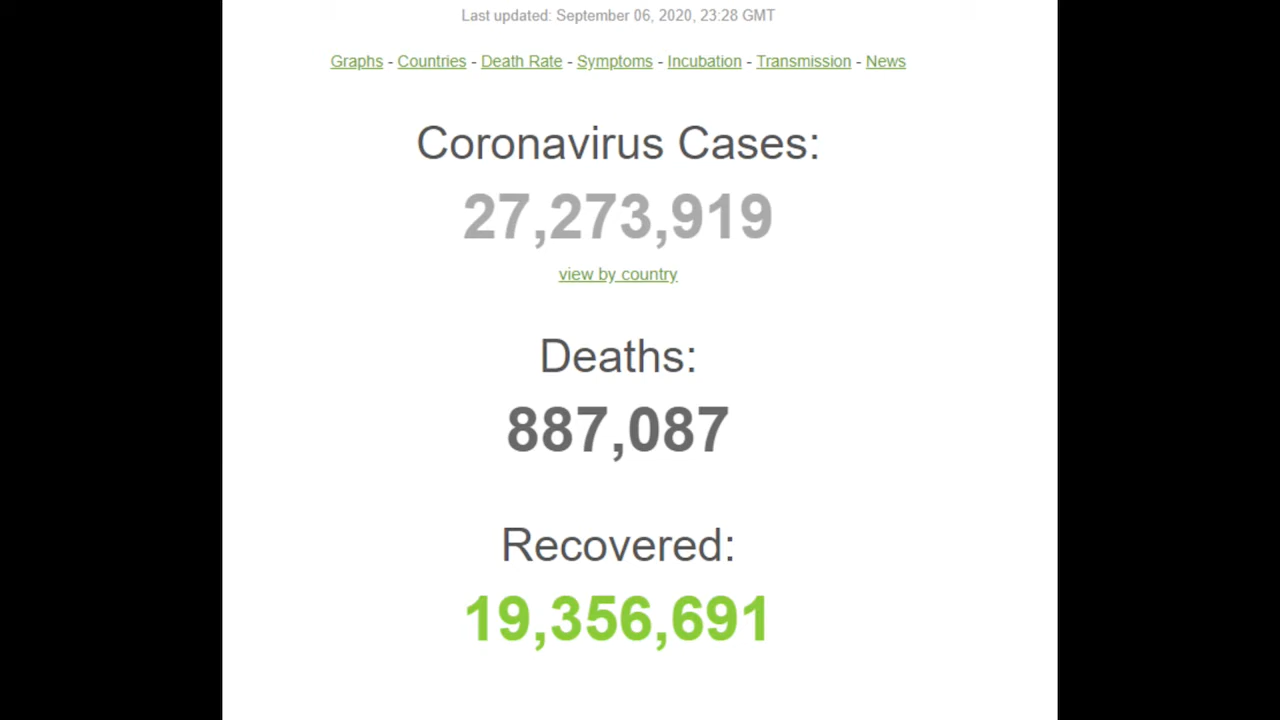 Last updated: September 06, 2020, 23:28 GMT
Graphs - Countries - Death Rate - Symptoms - Incubation - Transmission - News
Coronavirus Cases:
27,273,919
view by country
Deaths:
887,087
Recovered:
19,356,691